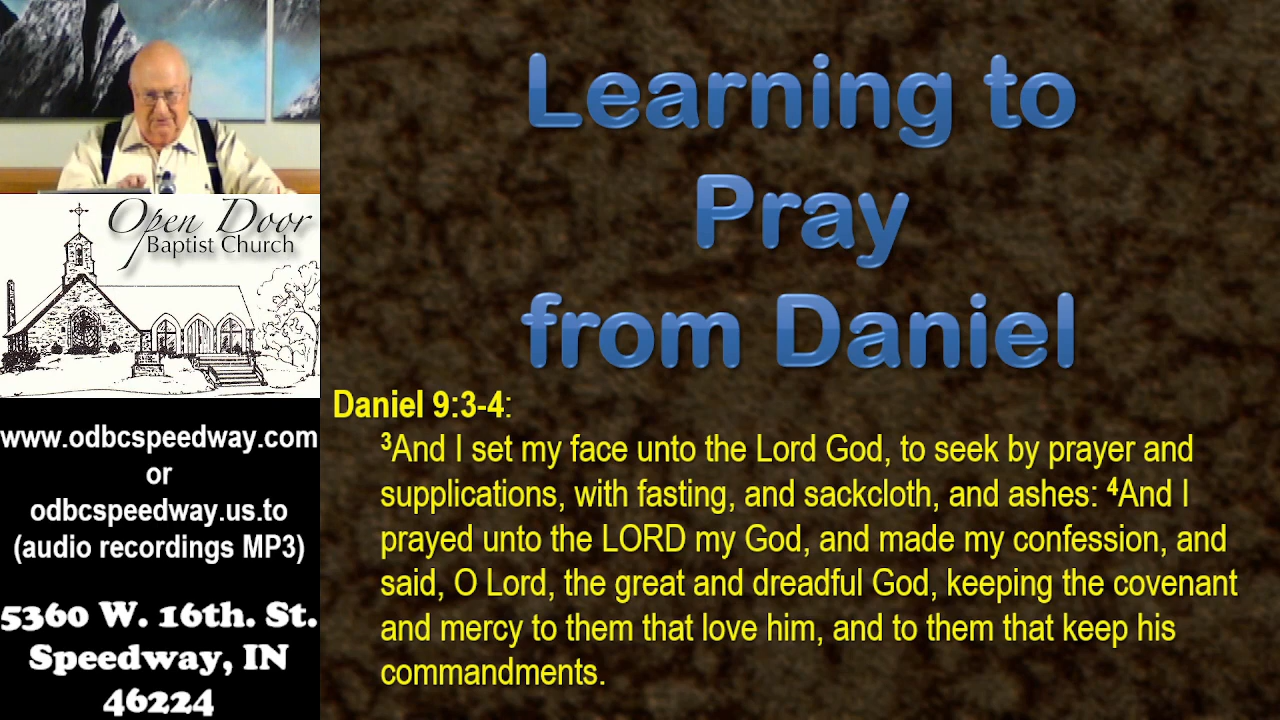 Open Door
Baptist Church
www.odbcspeedway.com
or
odbcspeedway.us.to
(audio recordings MP3)
5360 W. 16th. St.
Speedway, IN
46224
Learning to
Pray
from Daniel
Daniel 9:3-4:
³And I set my face unto the Lord God, to seek by prayer and
supplications, with fasting, and sackcloth, and ashes: ⁴And I
prayed unto the LORD my God, and made my confession, and
said, O Lord, the great and dreadful God, keeping the covenant
and mercy to them that love him, and to them that keep his
commandments.